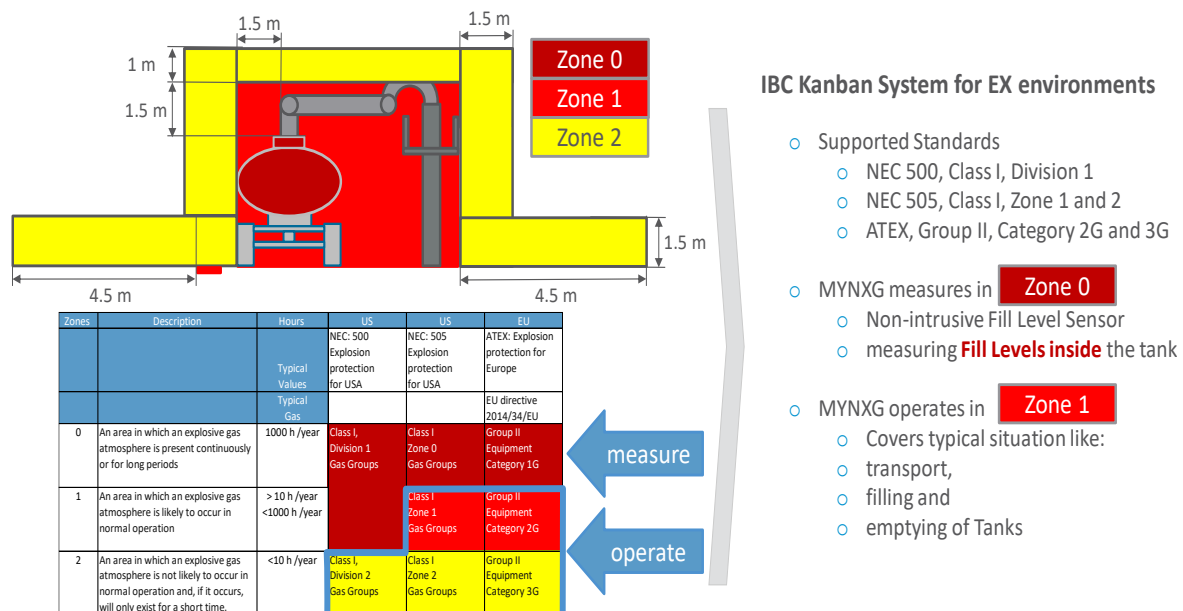 1.5 m
1.5 m
1 m
1.5 m
Zone 0
Zone 1
Zone 2
1.5 m
4.5 m
4.5 m
Zones Description Hours US US EU
Typical
Values
NEC: 500
Explosion
protection
for USA
NEC: 505
Explosion
protection
for USA
ATEX: Explosion
protection for
Europe
Typical
Gas
EU directive
2014/34/EU
0
An area in which an explosive gas
atmosphere is present continuously
or for long periods
1000 h /year
Class I,
Division 1
Gas Groups
Class I
Zone 0
Gas Groups
Group II
Equipment
Category 1G
1
An area in which an explosive gas
atmosphere is likely to occur in
normal operation
> 10 h /year
<1000 h /year
Class I
Zone 1
Gas Groups
Group II
Equipment
Category 2G
2
An area in which an explosive gas
atmosphere is not likely to occur in
normal operation and, if it occurs,
will only exist for a short time.
<10 h /year
Class I,
Division 2
Gas Groups
Class I
Zone 2
Gas Groups
Group II
Equipment
Category 3G
measure
operate
IBC Kanban System for EX environments
Supported Standards
NEC 500, Class I, Division 1
NEC 505, Class I, Zone 1 and 2
ATEX, Group II, Category 2G and 3G
MYNXG measures in Zone 0
Non-intrusive Fill Level Sensor
measuring Fill Levels inside the tank
MYNXG operates in Zone 1
Covers typical situation like:
transport,
filling and
emptying of Tanks